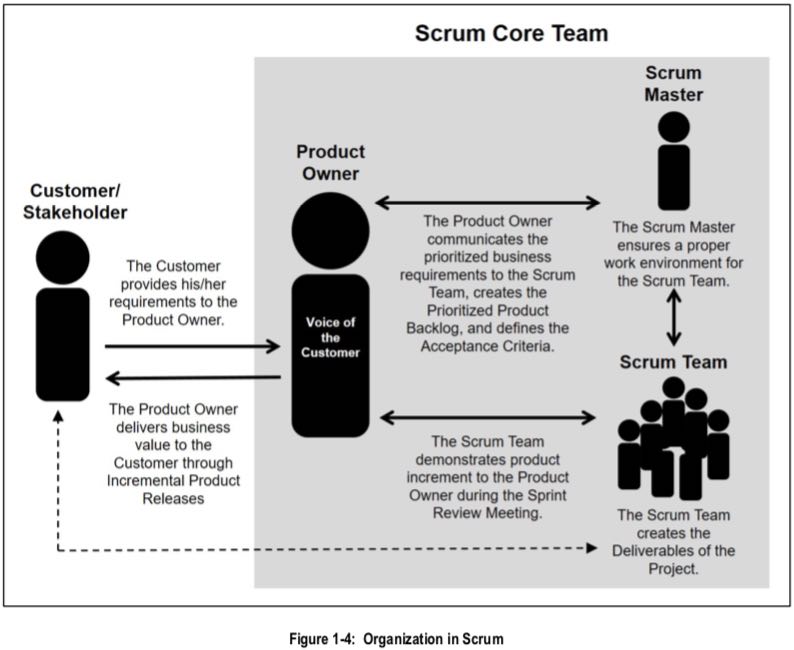 Scrum Core Team
Scrum
Master
Product
Owner
Customer/
Stakeholder
The Customer
provides his/her
requirements to the
Product Owner.
Voice of
the
Customer
The Product Owner
communicates the
prioritized business
requirements to the Scrum
Team, creates the
Prioritized Product
Backlog, and defines the
Acceptance Criteria.
The Scrum Master
ensures a proper
work environment for
the Scrum Team.
Scrum Team
The Product Owner
delivers business
value to the
Customer through
Incremental Product
Releases
The Scrum Team
demonstrates product
increment to the Product
Owner during the Sprint
Review Meeting.
The Scrum Team
creates the
Deliverables of the
Project.
Figure 1-4: Organization in Scrum